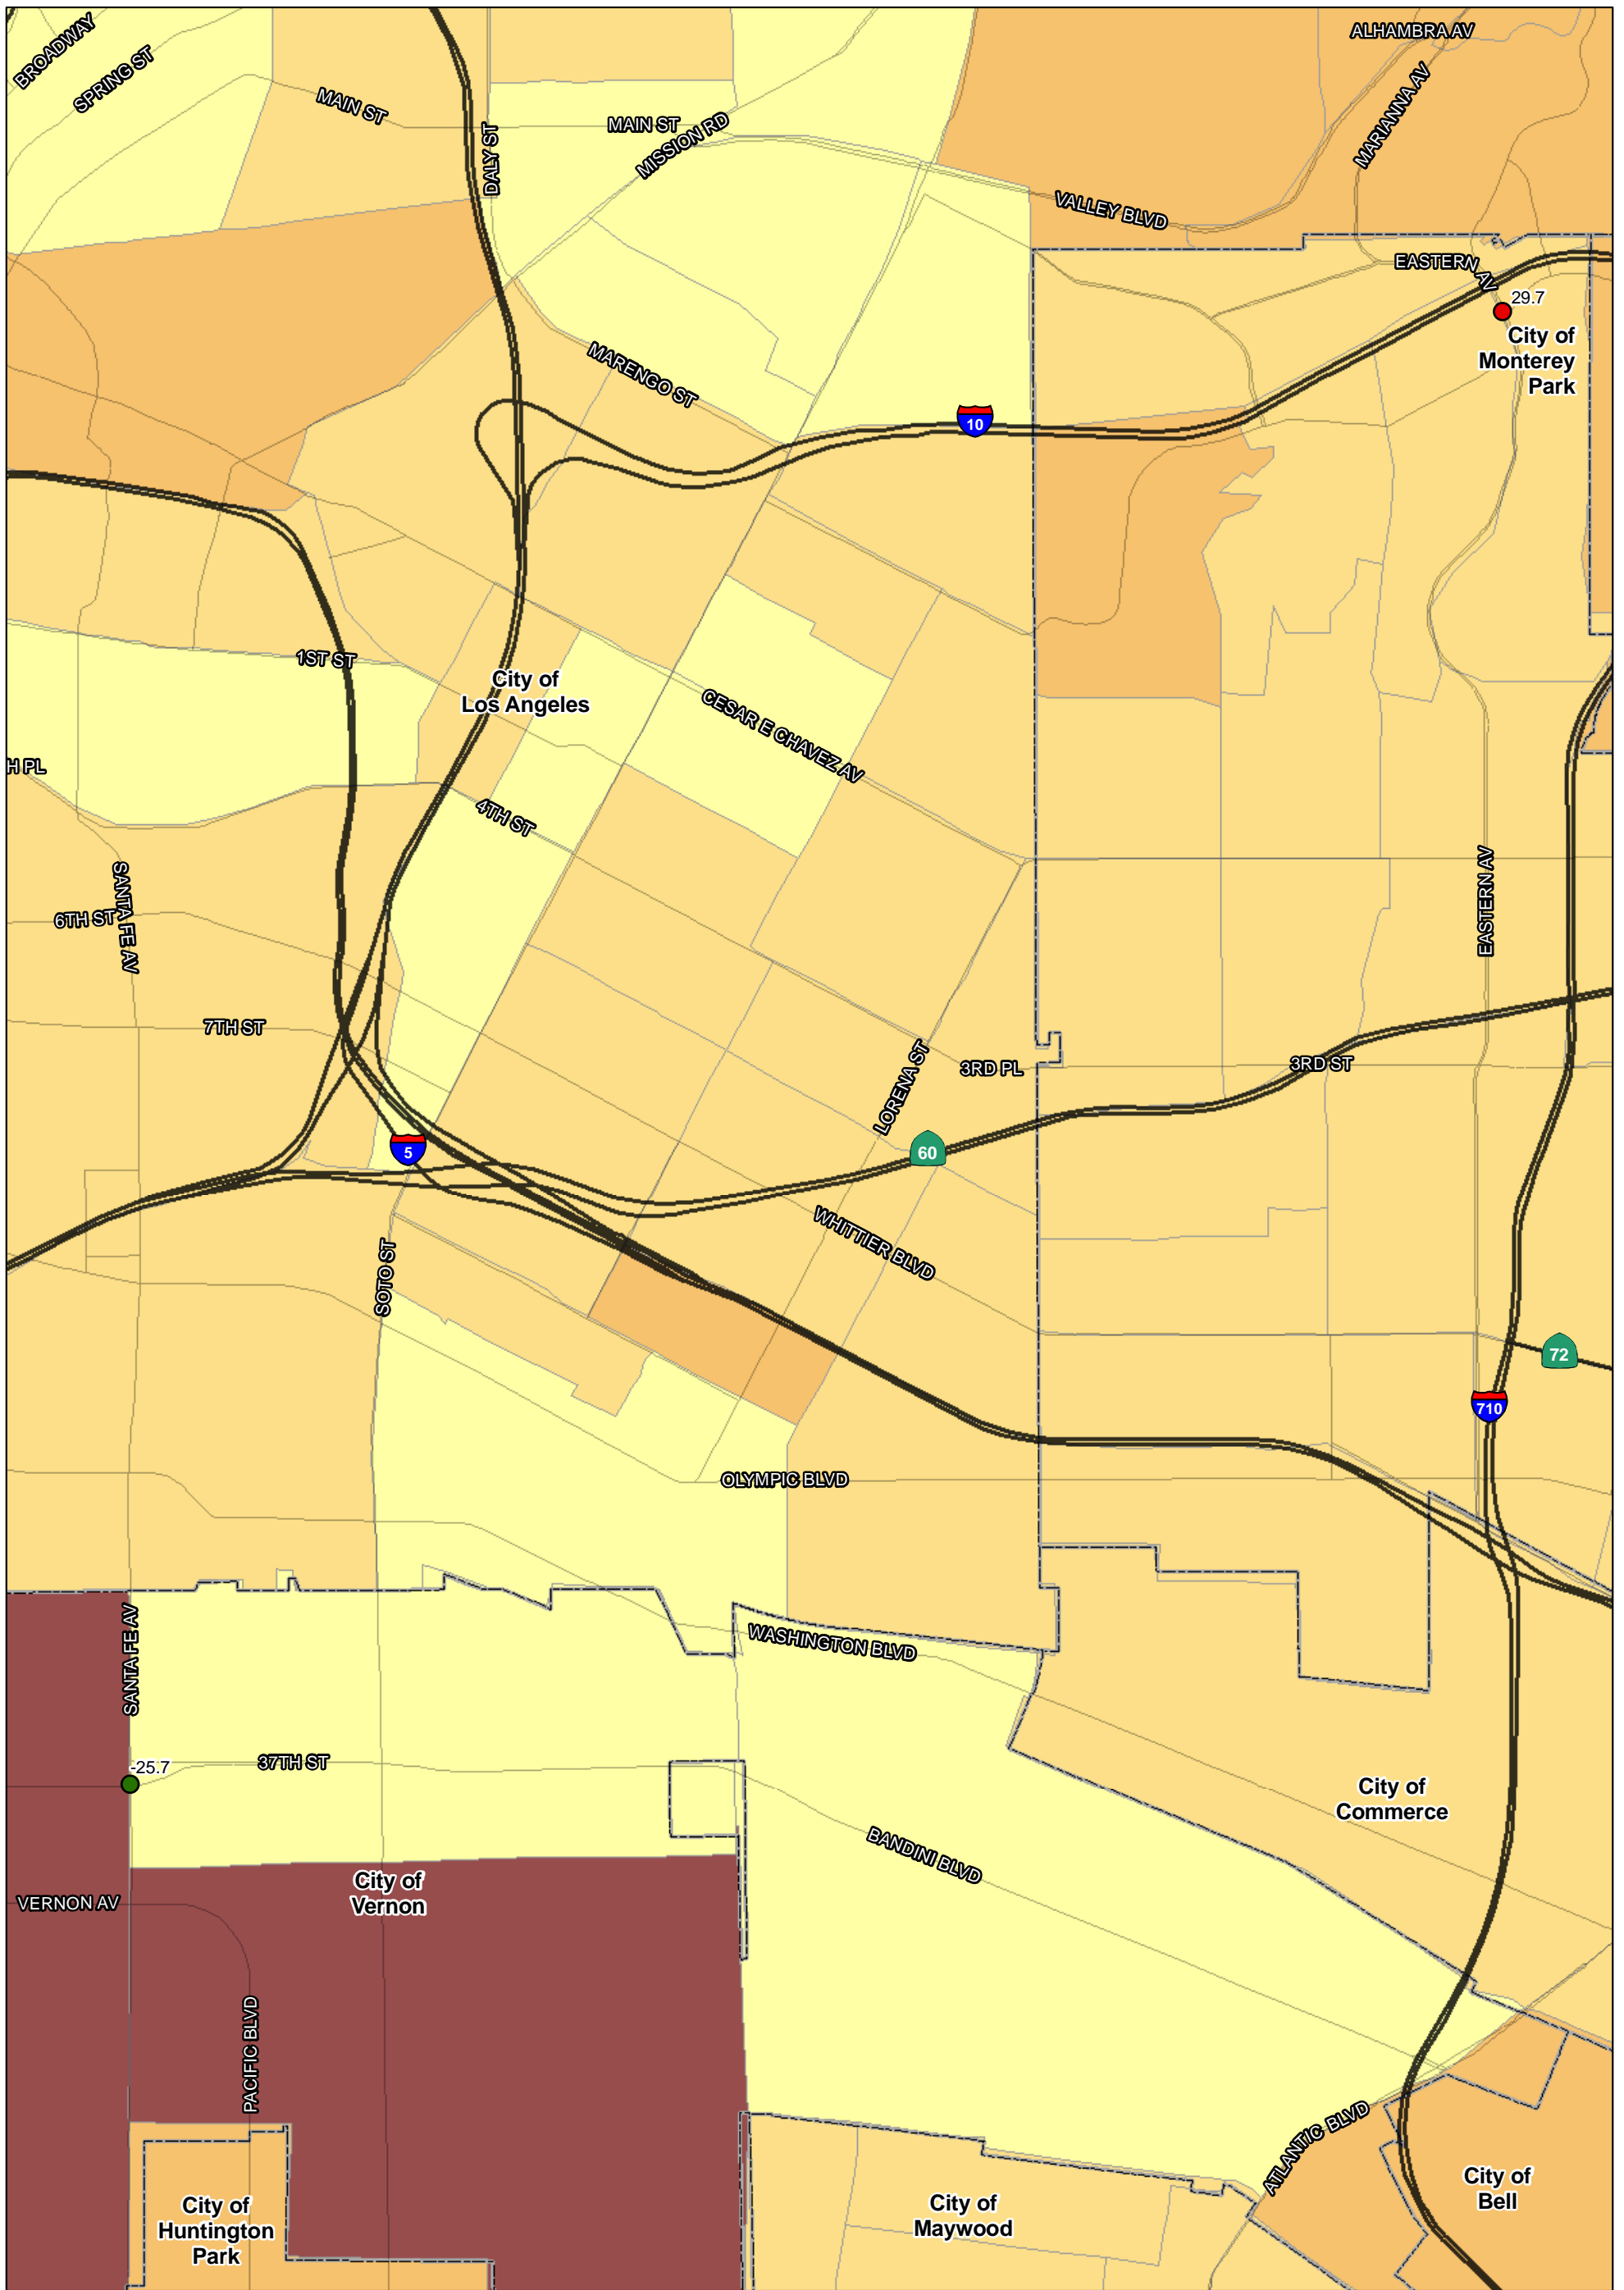 BROADWAY
SPRING ST
MAIN ST
DALY ST
MAIN ST
MISSION RD
ALHAMBRA AV
MARIANNA AV
VALLEY BLVD
EASTERN AV
29.7
City of
Monterey
Park
MARENGO ST
10
1ST ST
City of
Los Angeles
CESAR E CHAVEZ AV
H PL
4TH ST
SANTA FE AV
6TH ST
EASTERN AV
7TH ST
LORENA ST
3RD PL
3RD ST
5
60
SOTO ST
WHITTIER BLVD
72
710
OLYMPIC BLVD
SANTA FE AV
WASHINGTON BLVD
-25.7
37TH ST
City of
Commerce
BANDINI BLVD
City of
Vernon
VERNON AV
PACIFIC BLVD
ATLANTIC BLVD
City of
Huntington
Park
City of
Maywood
City of
Bell